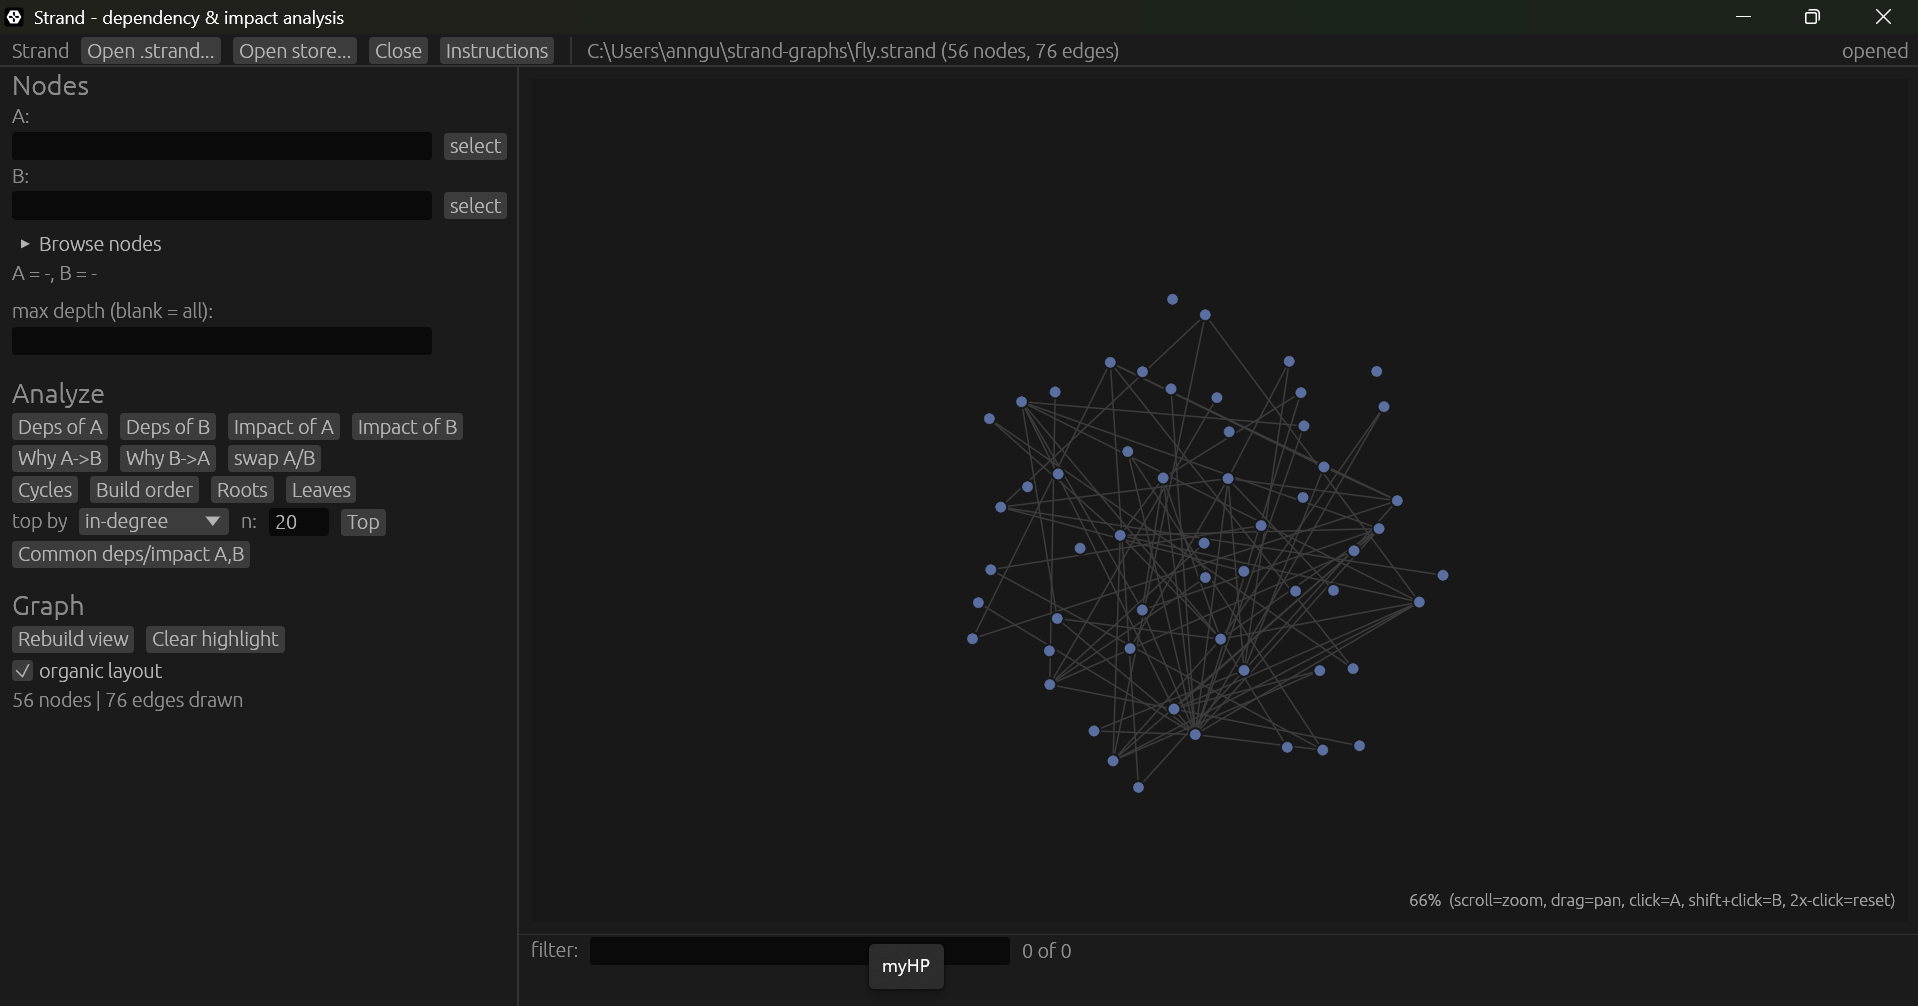 Strand - dependency & impact analysis
Strand Open .strand... Open store... Close Instructions C:\Users\anngu\strand-graphs\fly.strand (56 nodes, 76 edges) opened
Nodes
A:
select
B:
select
Browse nodes
A = -, B = -
max depth (blank = all):
Analyze
Deps of A Deps of B Impact of A Impact of B
Why A->B Why B->A swap A/B
Cycles Build order Roots Leaves
top by in-degree n: 20 Top
Common deps/impact A,B
Graph
Rebuild view Clear highlight
organic layout
56 nodes | 76 edges drawn
66% (scroll=zoom, drag=pan, click=A, shift+click=B, 2x-click=reset)
filter: 0 of 0
myHP